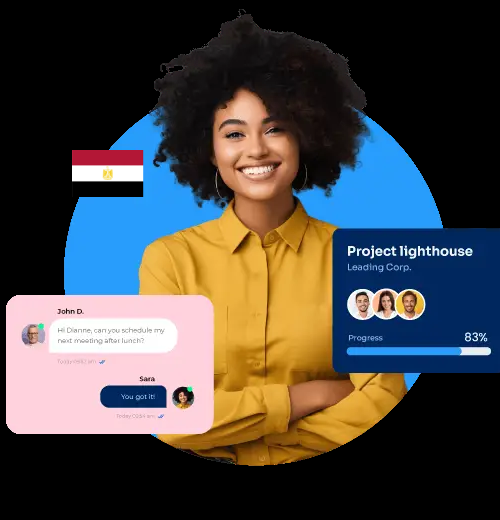 Project lighthouse
Leading Corp.
Progress
83%
John D.
Hi Dianne, can you schedule my
next meeting after lunch?
Sara
You got it!